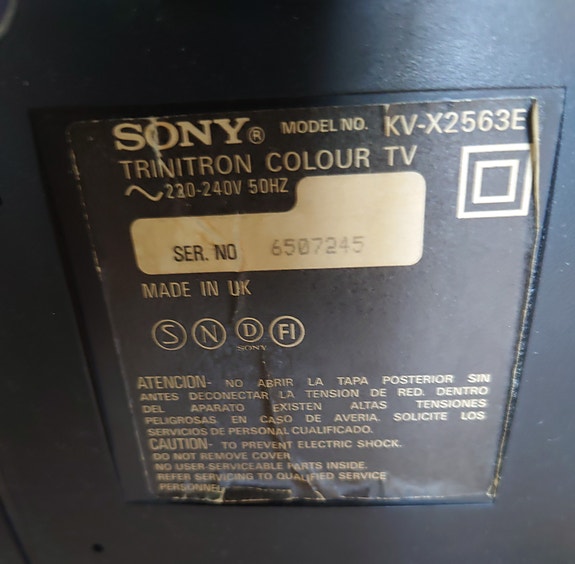 SONY® MODEL NO. KV-X2563E
TRINITRON COLOUR TV
~220-240V 50HZ
SER. NO 6507245
MADE IN UK
S N D FI
SONY
ATENCION- NO ABRIR LA TAPA POSTERIOR SIN
ANTES DECONECTAR LA TENSION DE RED. DENTRO
DEL APARATO EXISTEN ALTAS TENSIONES
PELIGROSAS. EN CASO DE AVERIA. SOLICITE LOS
SERVICIOS DE PERSONAL CUALIFICADO.
CAUTION- TO PREVENT ELECTRIC SHOCK.
DO NOT REMOVE COVER
NO USER-SERVICEABLE PARTS INSIDE.
REFER SERVICING TO QUALIFIED SERVICE
PERSONNEL